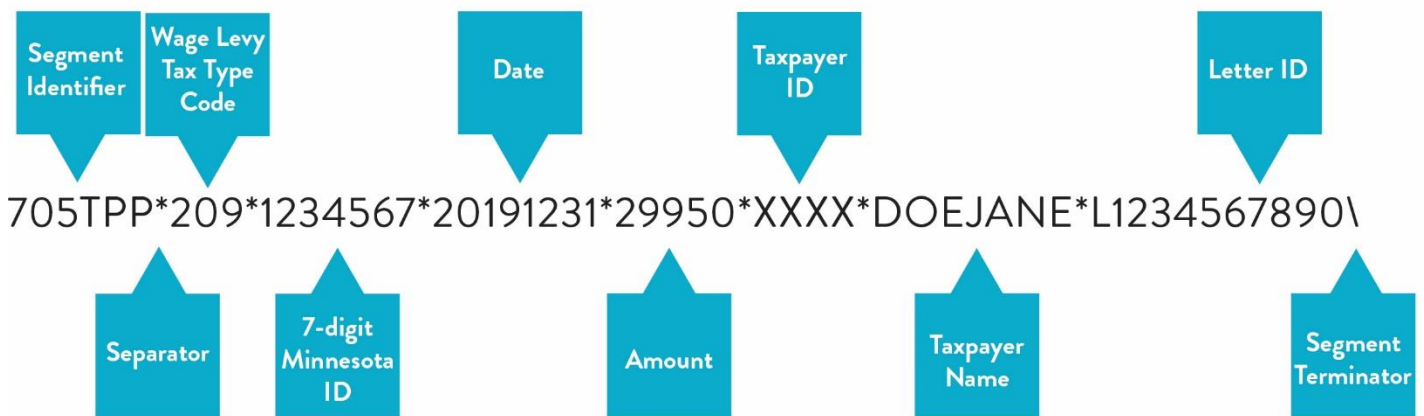 Segment
Identifier
Wage Levy
Tax Type
Code
Date
Taxpayer
ID
Letter ID
705TPP*209*1234567*20191231*29950*XXXX*DOEJANE*L1234567890\
Separator
7-digit
Minnesota
ID
Amount
Taxpayer
Name
Segment
Terminator